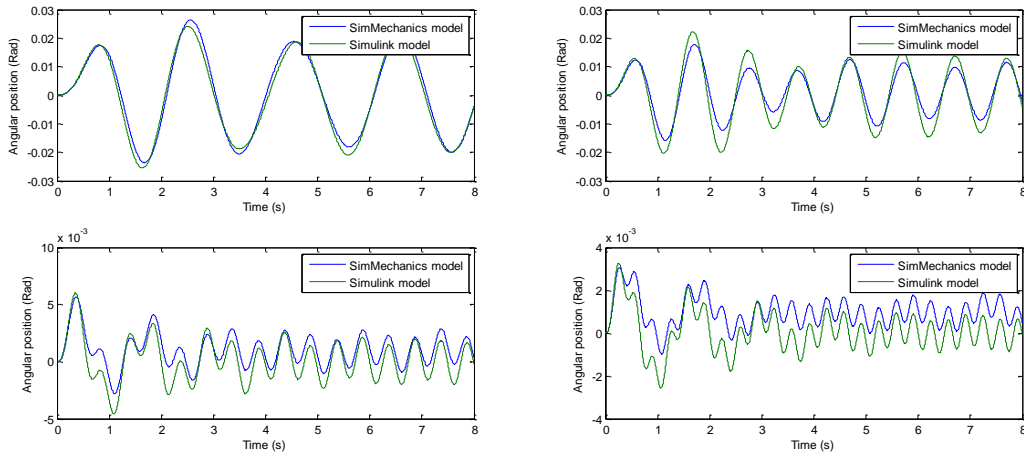 0.03
0.02
0.01
0
-0.01
-0.02
-0.03
Angular position (Rad)
SimMechanics model
Simulink model
0 1 2 3 4 5 6 7 8
Time (s)
0.03
0.02
0.01
0
-0.01
-0.02
-0.03
Angular position (Rad)
SimMechanics model
Simulink model
0 1 2 3 4 5 6 7 8
Time (s)
x 10^-3
10
5
0
-5
Angular position (Rad)
SimMechanics model
Simulink model
0 1 2 3 4 5 6 7 8
Time (s)
x 10^-3
4
2
0
-2
-4
Angular position (Rad)
SimMechanics model
Simulink model
0 1 2 3 4 5 6 7 8
Time (s)